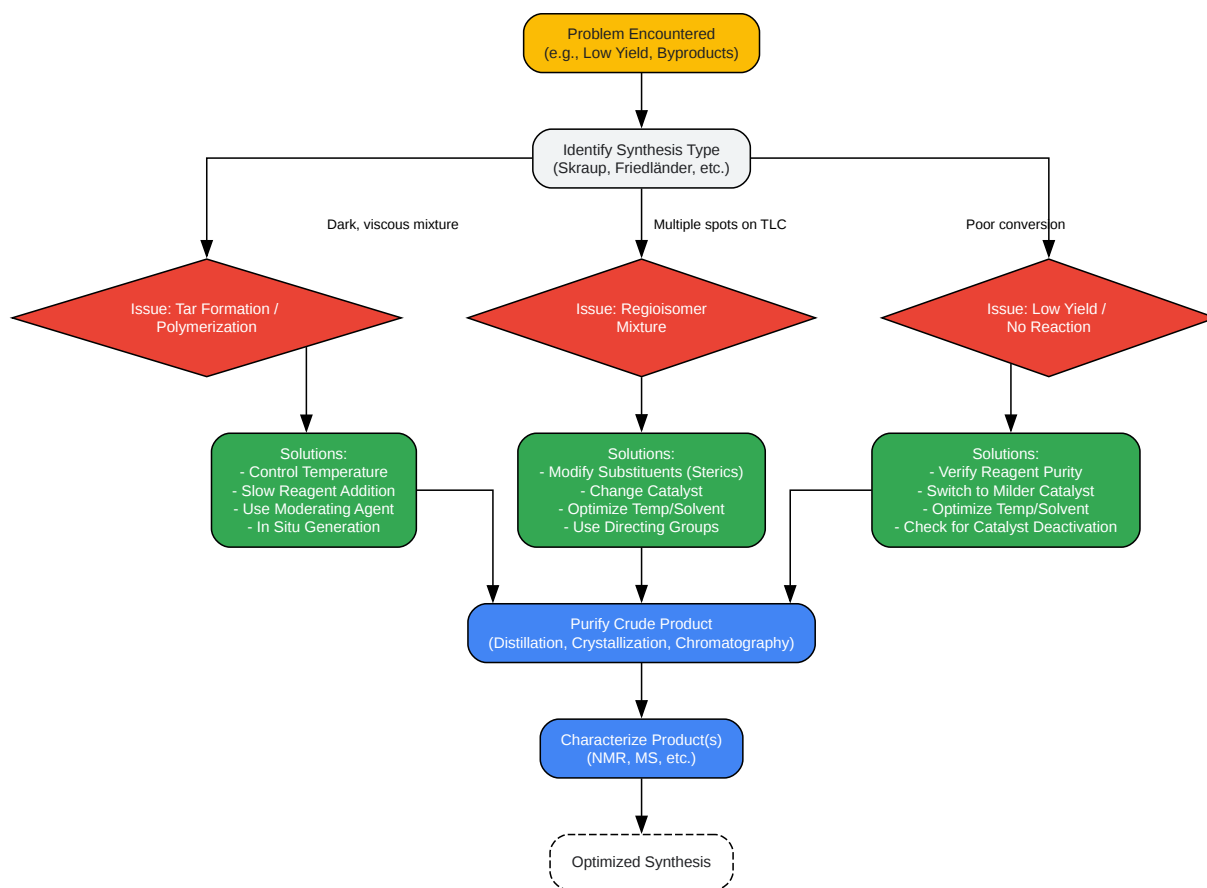 Problem Encountered
(e.g., Low Yield, Byproducts)
Identify Synthesis Type
(Skraup, Friedländer, etc.)
Dark, viscous mixture
Multiple spots on TLC
Poor conversion
Issue: Tar Formation /
Polymerization
Issue: Regioisomer
Mixture
Issue: Low Yield /
No Reaction
Solutions:
- Control Temperature
- Slow Reagent Addition
- Use Moderating Agent
- In Situ Generation
Solutions:
- Modify Substituents (Sterics)
- Change Catalyst
- Optimize Temp/Solvent
- Use Directing Groups
Solutions:
- Verify Reagent Purity
- Switch to Milder Catalyst
- Optimize Temp/Solvent
- Check for Catalyst Deactivation
Purify Crude Product
(Distillation, Crystallization, Chromatography)
Characterize Product(s)
(NMR, MS, etc.)
Optimized Synthesis